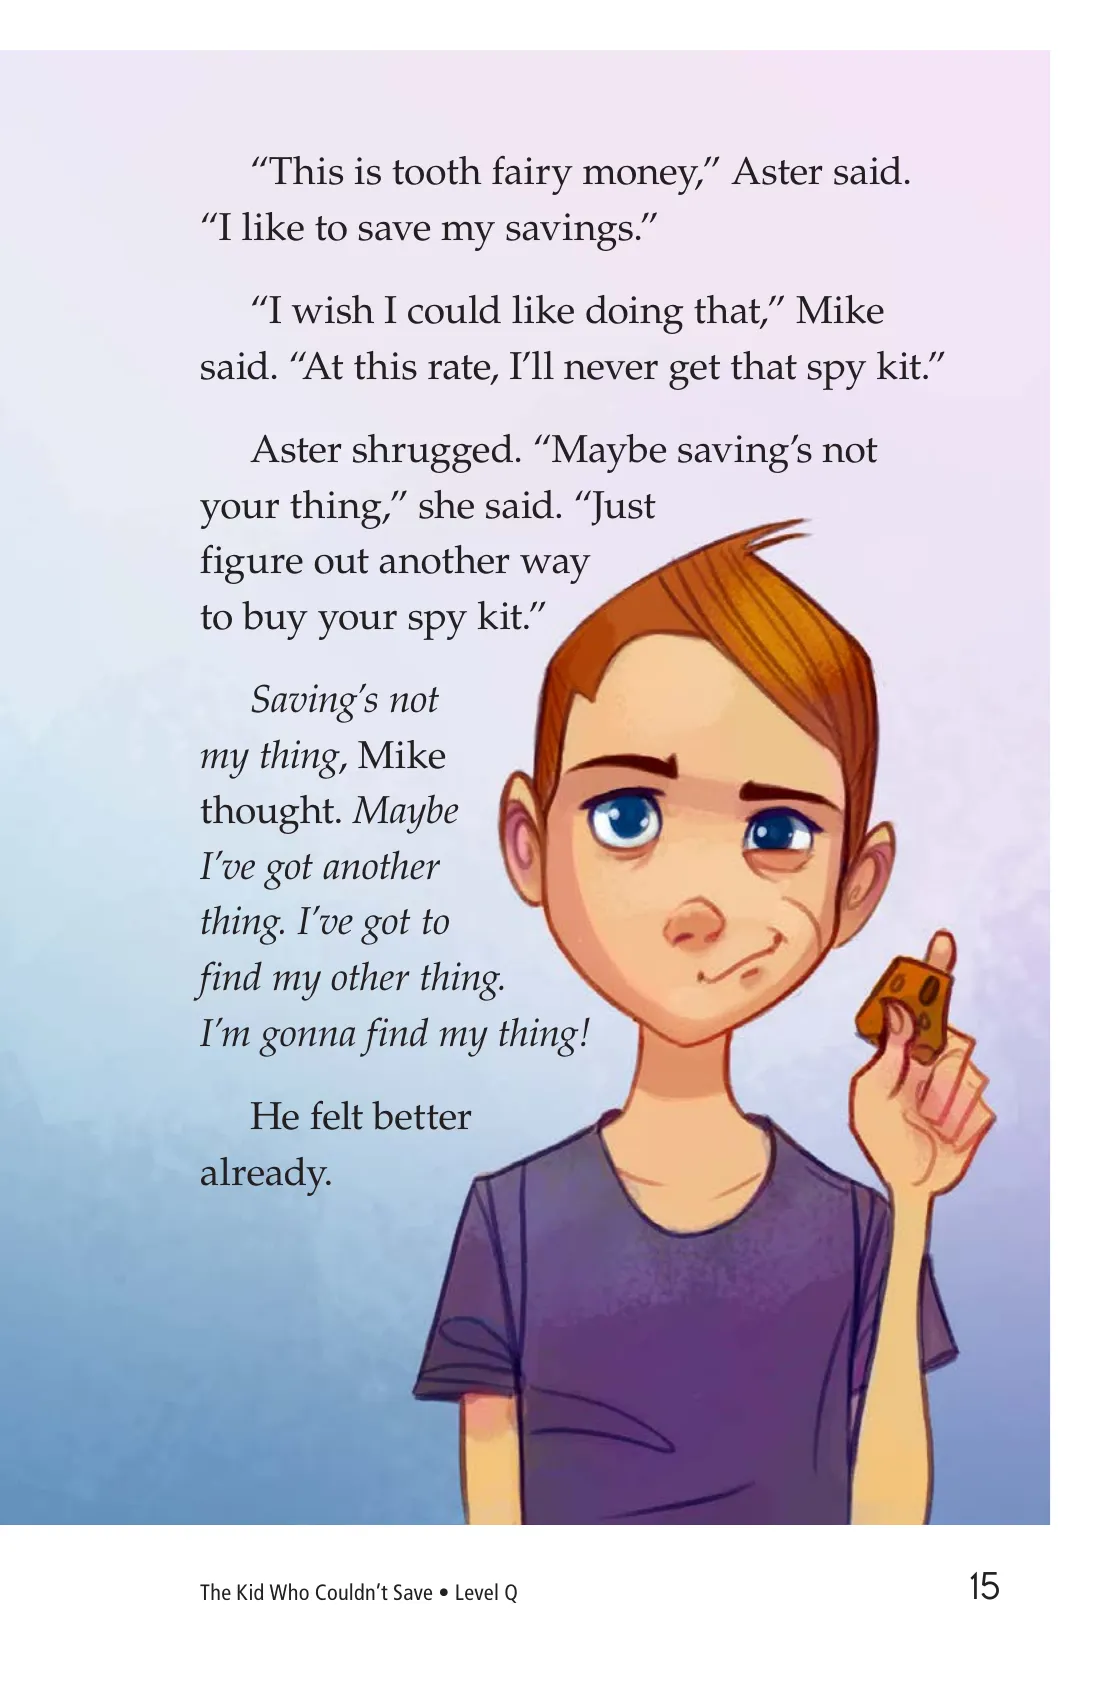 “This is tooth fairy money,” Aster said.
“I like to save my savings.”
“I wish I could like doing that,” Mike
said. “At this rate, I’ll never get that spy kit.”
Aster shrugged. “Maybe saving’s not
your thing,” she said. “Just
figure out another way
to buy your spy kit.”
Saving’s not
my thing, Mike
thought. Maybe
I’ve got another
thing. I’ve got to
find my other thing.
I’m gonna find my thing!
He felt better
already.
The Kid Who Couldn’t Save • Level Q
15